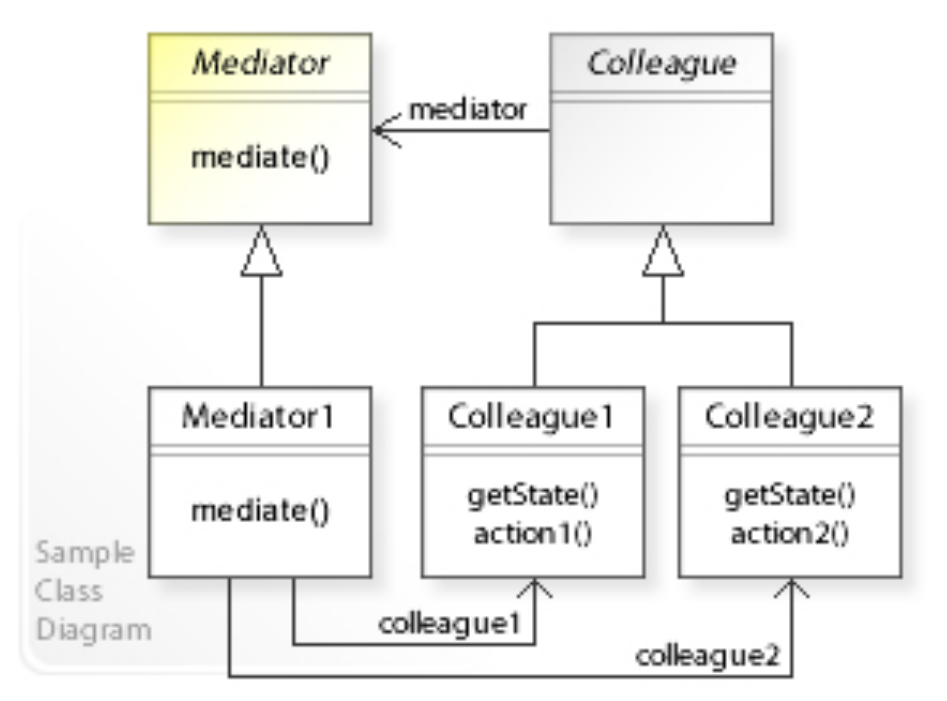 Mediator
mediate()
mediator
Colleague
Mediator1
mediate()
Colleague1
getState()
action1()
Colleague2
getState()
action2()
Sample
Class
Diagram
colleague1
colleague2